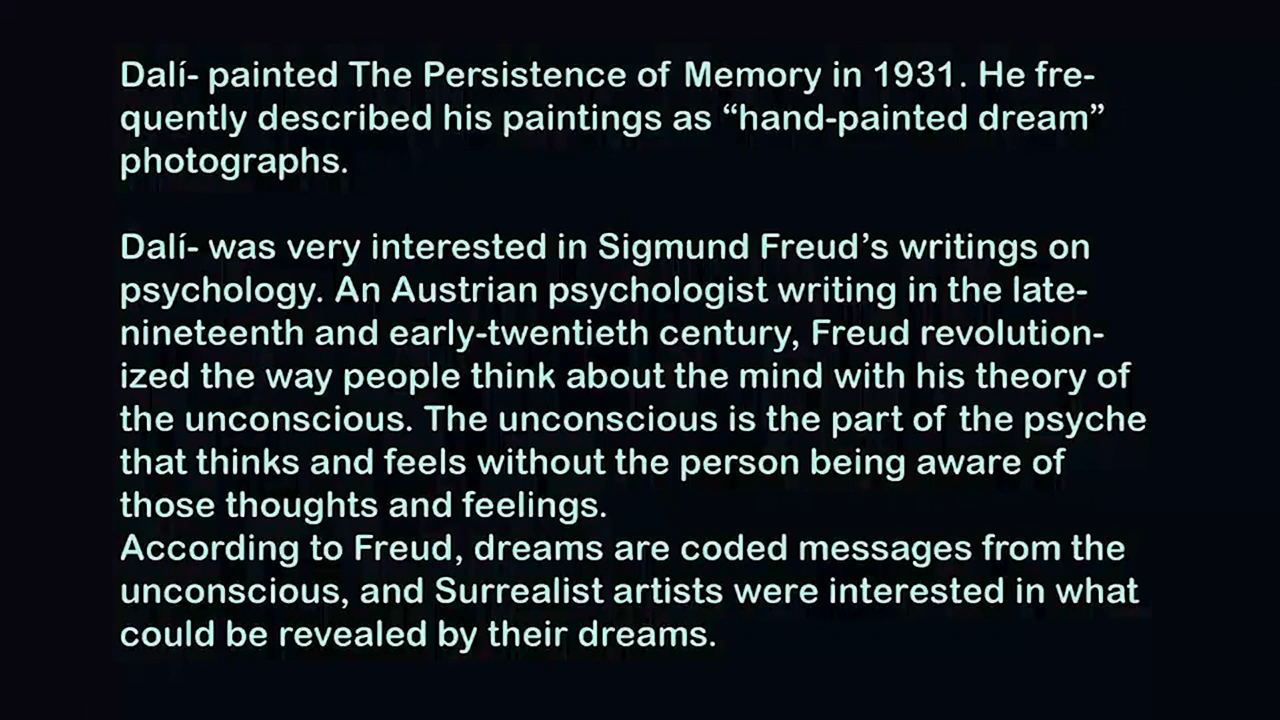 Dalí- painted The Persistence of Memory in 1931. He fre-
quently described his paintings as “hand-painted dream”
photographs.
Dalí- was very interested in Sigmund Freud’s writings on
psychology. An Austrian psychologist writing in the late-
nineteenth and early-twentieth century, Freud revolution-
ized the way people think about the mind with his theory of
the unconscious. The unconscious is the part of the psyche
that thinks and feels without the person being aware of
those thoughts and feelings.
According to Freud, dreams are coded messages from the
unconscious, and Surrealist artists were interested in what
could be revealed by their dreams.